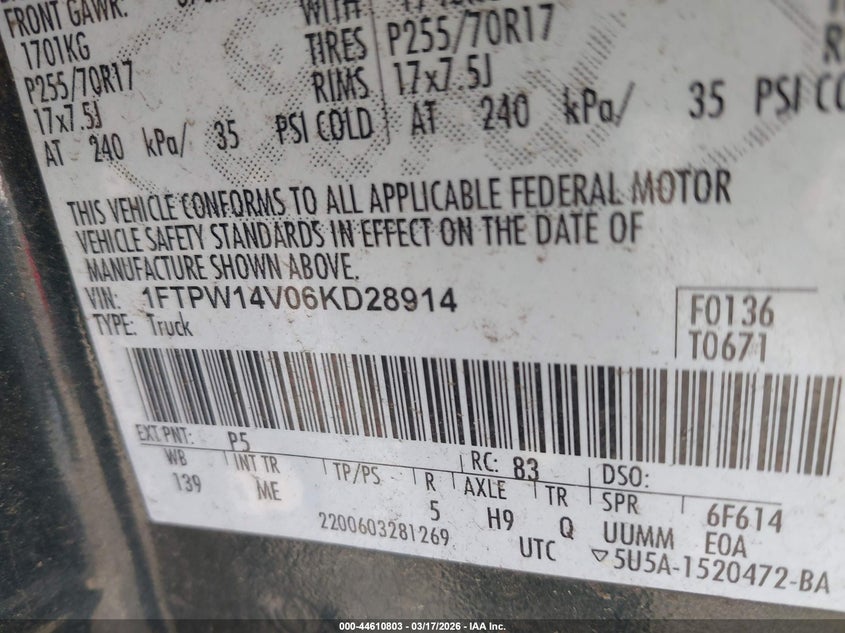 FRONT GAWR: WITH
1701KG TIRES P255/70R17
P255/70R17 RIMS 17x7.5J
17x7.5J AT 240 kPa/ 35 PSI CO
AT 240 kPa/ 35 PSI COLD
THIS VEHICLE CONFORMS TO ALL APPLICABLE FEDERAL MOTOR
VEHICLE SAFETY STANDARDS IN EFFECT ON THE DATE OF
MANUFACTURE SHOWN ABOVE.
VIN: 1FTPW14V06KD28914 F0136
TYPE: Truck T0671
EXT PNT: P5 RC: 83 DSO:
WB INT TR TP/PS R AXLE TR SPR 6F614
139 ME 5 H9 Q UUMM E0A
2200603281269 UTC ▽5U5A-1520472-BA
000-44610803 — 03/17/2026 — IAA Inc.